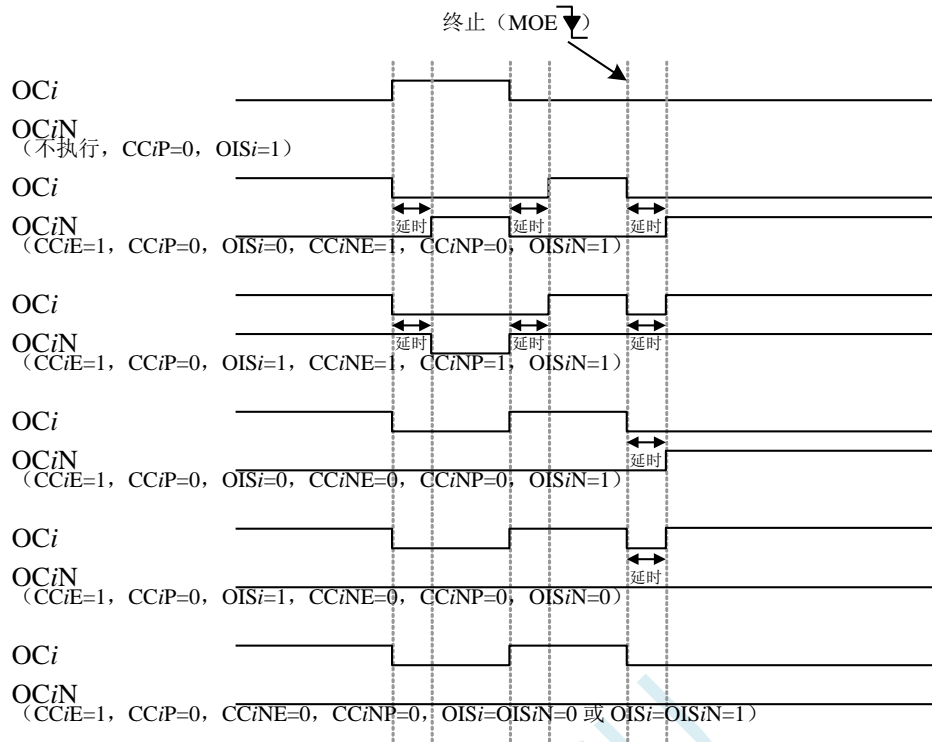 终止（MOE）
OCi
OCiN
（不执行，CCiP=0，OISi=1）
OCi
延时 延时 延时
OCiN
（CCiE=1，CCiP=0，OISi=0，CCiNE=1，CCiNP=0，OISiN=1）
OCi
延时 延时 延时
OCiN
（CCiE=1，CCiP=0，OISi=1，CCiNE=1，CCiNP=1，OISiN=1）
OCi
延时
OCiN
（CCiE=1，CCiP=0，OISi=0，CCiNE=0，CCiNP=0，OISiN=1）
OCi
延时
OCiN
（CCiE=1，CCiP=0，OISi=1，CCiNE=0，CCiNP=0，OISiN=0）
OCi
OCiN
（CCiE=1，CCiP=0，CCiNE=0，CCiNP=0，OISi=OISiN=0 或 OISi=OISiN=1）